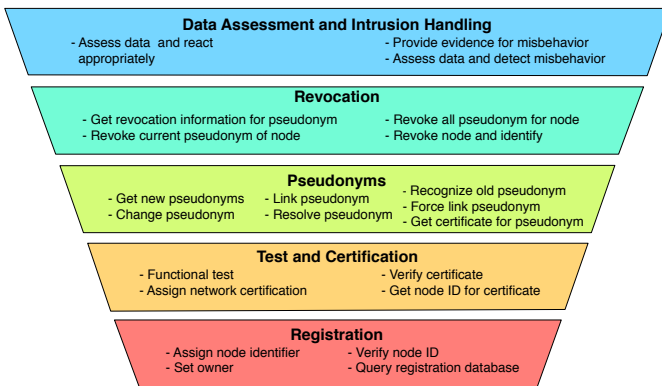 Data Assessment and Intrusion Handling
- Assess data and react
appropriately
- Provide evidence for misbehavior
- Assess data and detect misbehavior
Revocation
- Get revocation information for pseudonym
- Revoke current pseudonym of node
- Revoke all pseudonym for node
- Revoke node and identify
Pseudonyms
- Get new pseudonyms
- Change pseudonym
- Link pseudonym
- Resolve pseudonym
- Recognize old pseudonym
- Force link pseudonym
- Get certificate for pseudonym
Test and Certification
- Functional test
- Assign network certification
- Verify certificate
- Get node ID for certificate
Registration
- Assign node identifier
- Set owner
- Verify node ID
- Query registration database